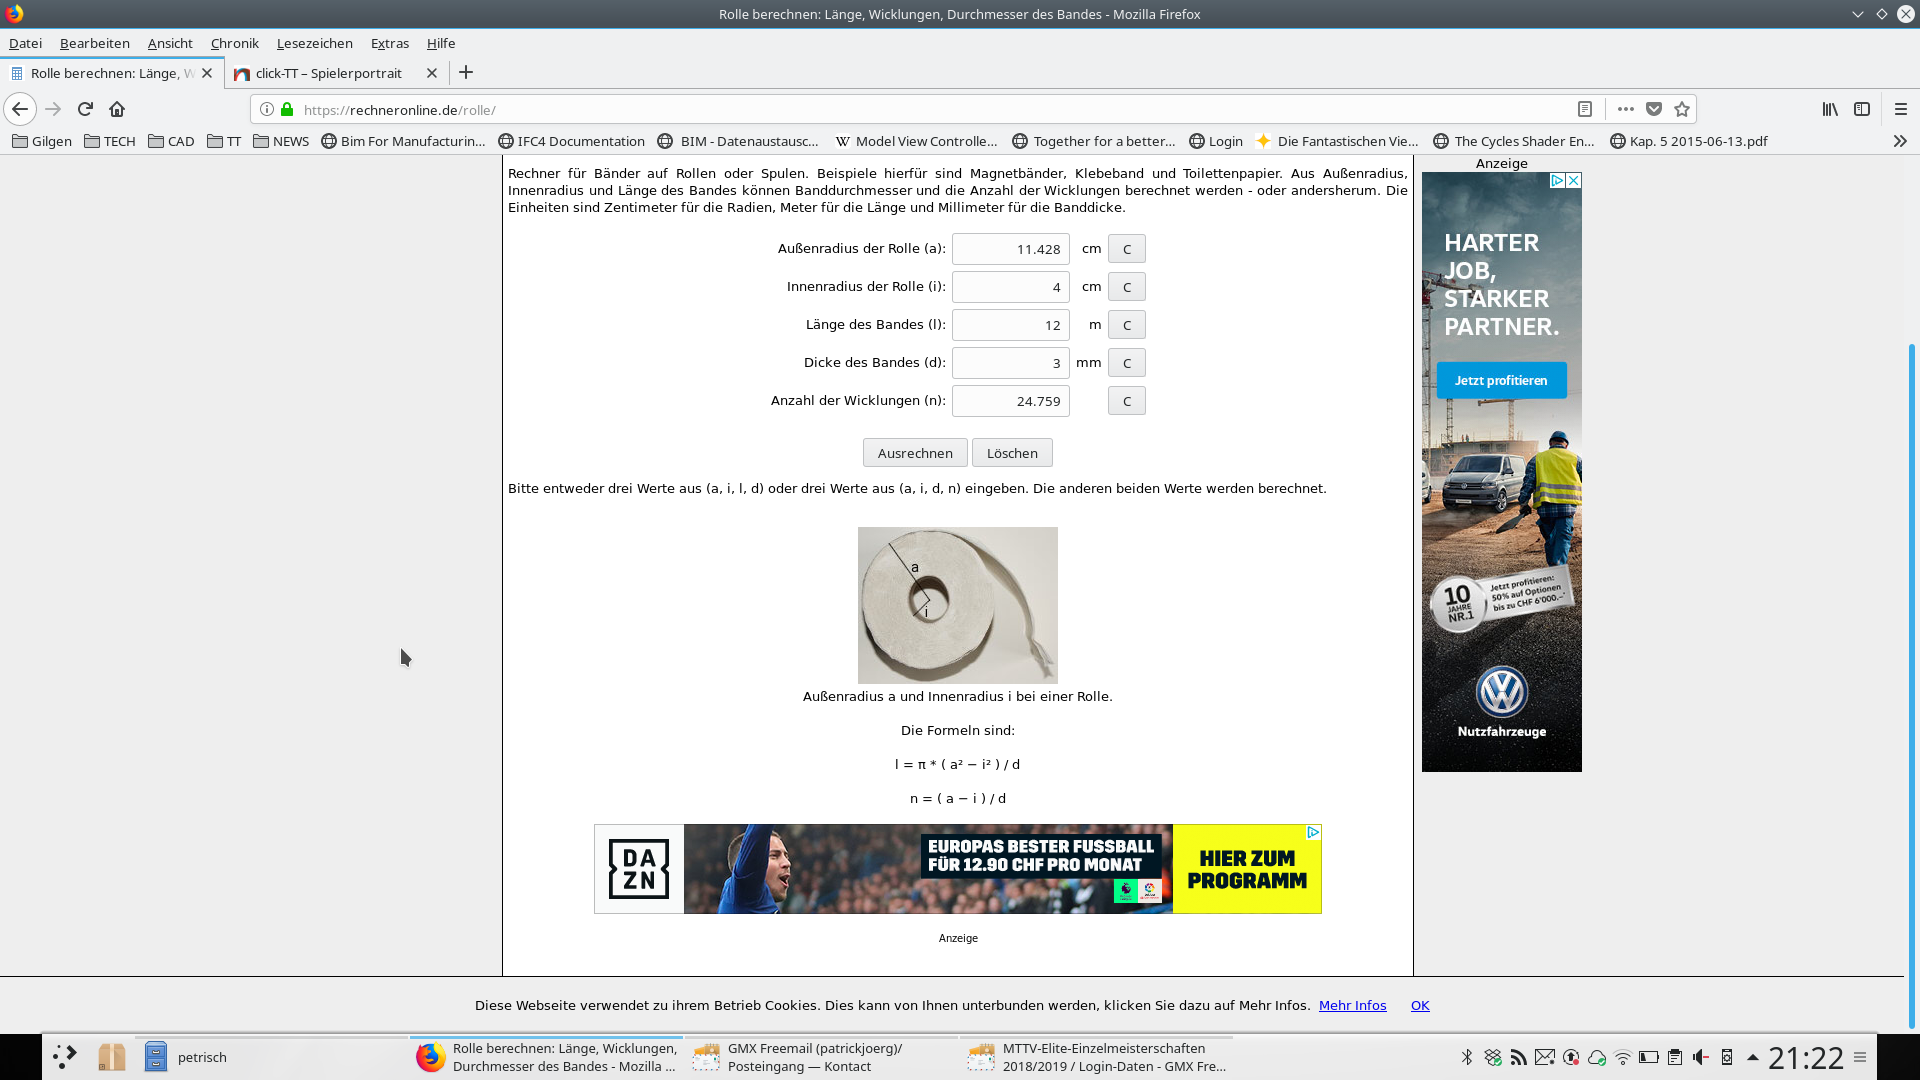 Rolle berechnen: Länge, Wicklungen, Durchmesser des Bandes - Mozilla Firefox
Datei Bearbeiten Ansicht Chronik Lesezeichen Extras Hilfe
Rolle berechnen: Länge, W click-TT – Spielerportrait
https://rechneronline.de/rolle/
Gilgen TECH CAD TT NEWS Bim For Manufacturin... IFC4 Documentation BIM - Datenaustausc... Model View Controlle... Together for a better... Login Die Fantastischen Vie... The Cycles Shader En... Kap. 5 2015-06-13.pdf
Rechner für Bänder auf Rollen oder Spulen. Beispiele hierfür sind Magnetbänder, Klebeband und Toilettenpapier. Aus Außenradius,
Innenradius und Länge des Bandes können Banddurchmesser und die Anzahl der Wicklungen berechnet werden - oder andersherum. Die
Einheiten sind Zentimeter für die Radien, Meter für die Länge und Millimeter für die Banddicke.
Außenradius der Rolle (a): 11.428 cm C
Innenradius der Rolle (i): 4 cm C
Länge des Bandes (l): 12 m C
Dicke des Bandes (d): 3 mm C
Anzahl der Wicklungen (n): 24.759 C
Ausrechnen Löschen
Bitte entweder drei Werte aus (a, i, l, d) oder drei Werte aus (a, i, d, n) eingeben. Die anderen beiden Werte werden berechnet.
a
i
Außenradius a und Innenradius i bei einer Rolle.
Die Formeln sind:
l = π * ( a² − i² ) / d
n = ( a − i ) / d
DA
ZN
EUROPAS BESTER FUSSBALL
FÜR 12.90 CHF PRO MONAT
HIER ZUM
PROGRAMM
Anzeige
Anzeige
HARTER
JOB,
STARKER
PARTNER.
Jetzt profitieren
10
JAHRE
NR.1
Jetzt profitieren:
50% auf Optionen
bis zu CHF 6'000.–*
Nutzfahrzeuge
Diese Webseite verwendet zu ihrem Betrieb Cookies. Dies kann von Ihnen unterbunden werden, klicken Sie dazu auf Mehr Infos. Mehr Infos OK
petrisch
Rolle berechnen: Länge, Wicklungen,
Durchmesser des Bandes - Mozilla ...
GMX Freemail (patrickjoerg)/
Posteingang — Kontact
MTTV-Elite-Einzelmeisterschaften
2018/2019 / Login-Daten - GMX Fre...
21:22